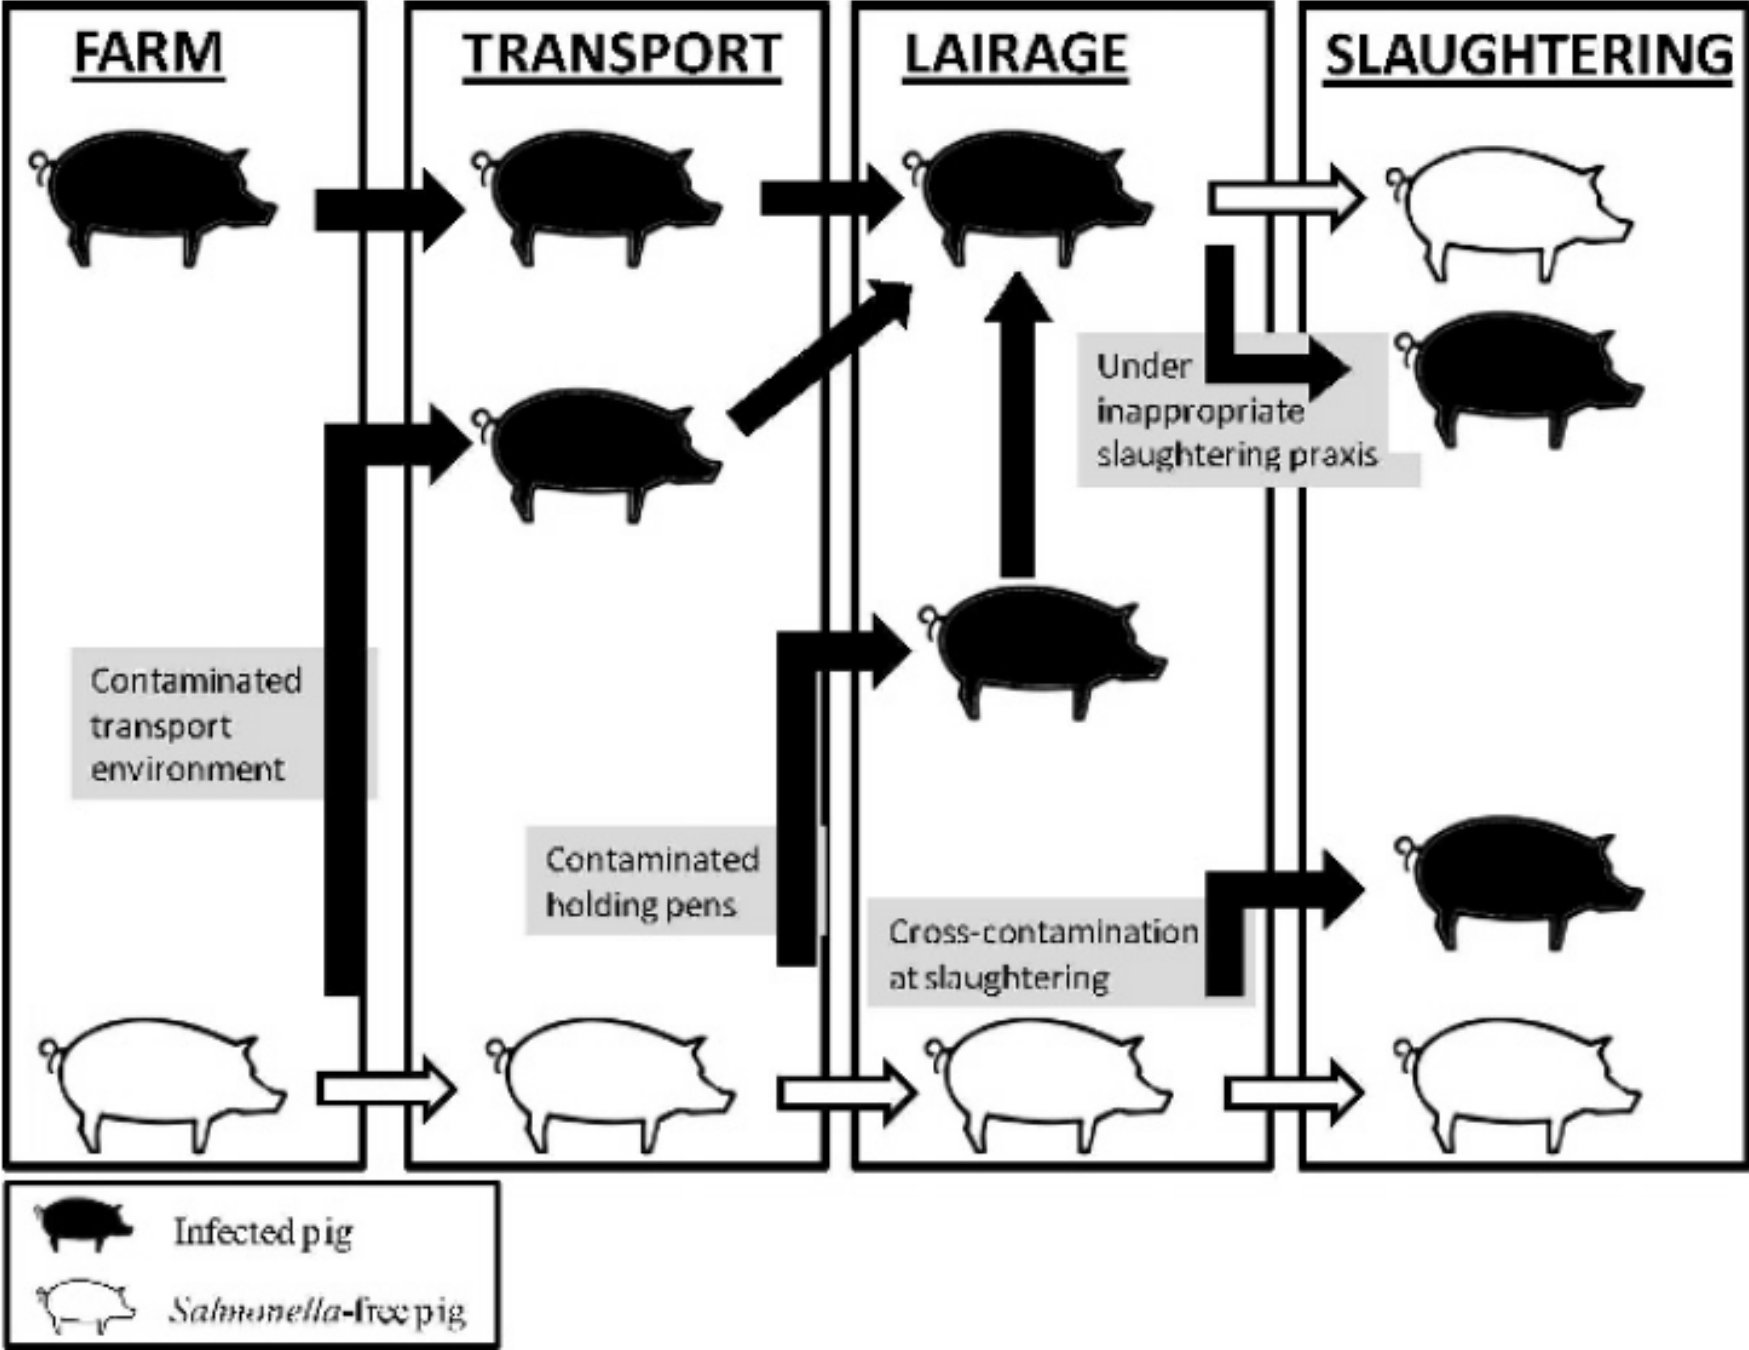 FARM
TRANSPORT
LAIRAGE
SLAUGHTERING
Under
inappropriate
slaughtering praxis
Contaminated
transport
environment
Contaminated
holding pens
Cross-contamination
at slaughtering
Infected pig
Salmonella-free pig